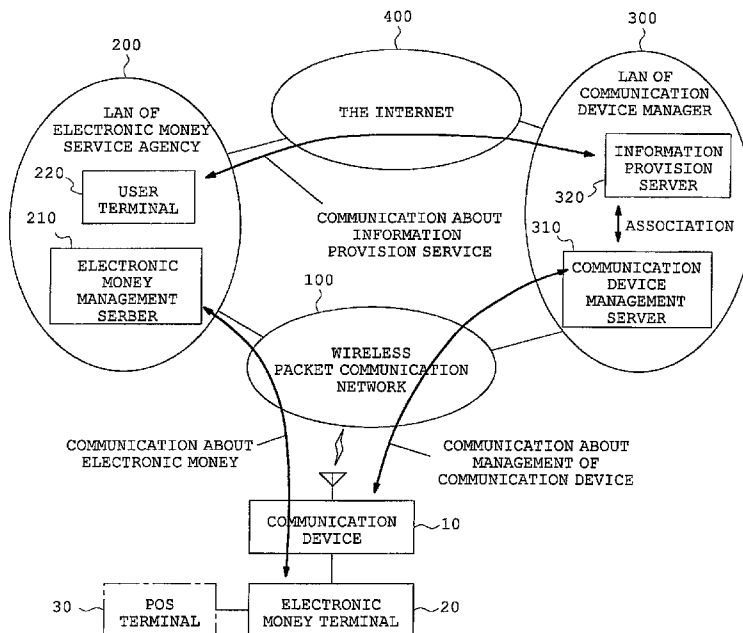 400
200
300
LAN OF
ELECTRONIC MONEY
SERVICE AGENCY
THE INTERNET
LAN OF
COMMUNICATION
DEVICE MANAGER
220
USER
TERMINAL
INFORMATION
PROVISION
SERVER
320
210
COMMUNICATION ABOUT
INFORMATION
PROVISION SERVICE
310
ASSOCIATION
ELECTRONIC
MONEY
MANAGEMENT
SERBER
COMMUNICATION
DEVICE
MANAGEMENT
SERVER
100
WIRELESS
PACKET COMMUNICATION
NETWORK
COMMUNICATION ABOUT
ELECTRONIC MONEY
COMMUNICATION ABOUT
MANAGEMENT OF
COMMUNICATION DEVICE
COMMUNICATION
DEVICE
10
30
POS
TERMINAL
ELECTRONIC
MONEY TERMINAL
20